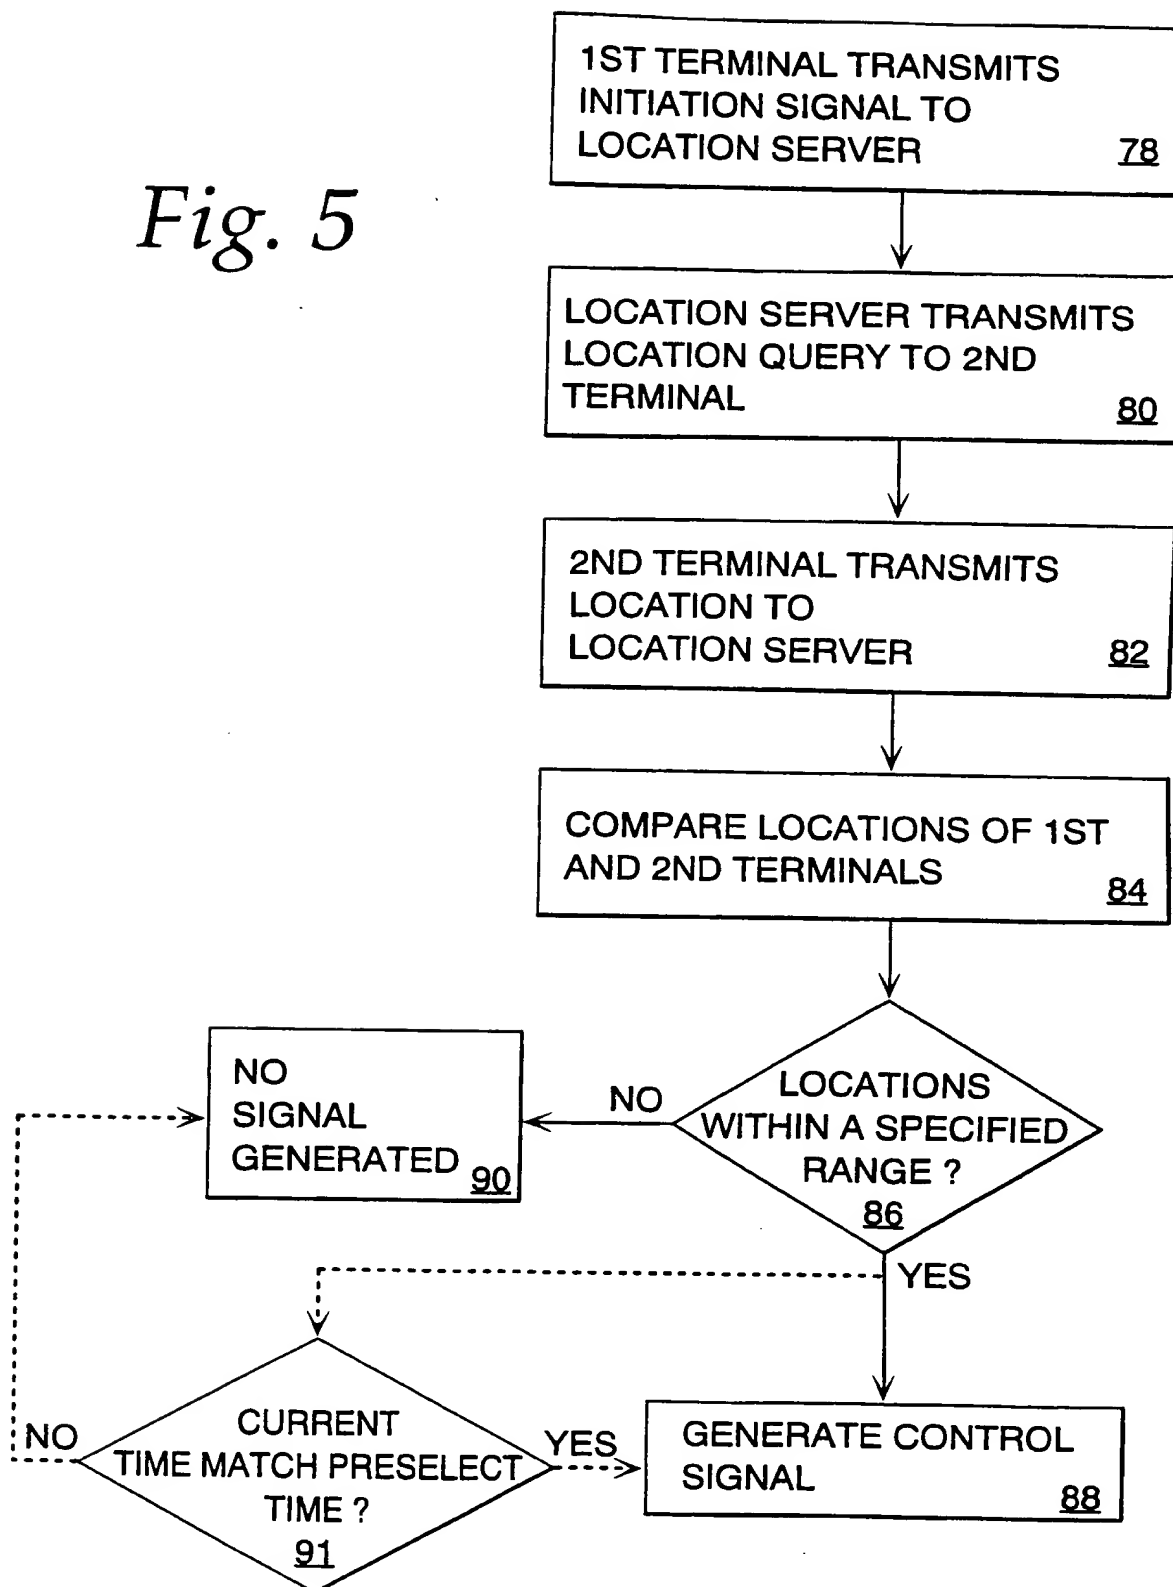 Fig. 5
1ST TERMINAL TRANSMITS
INITIATION SIGNAL TO
LOCATION SERVER
78
LOCATION SERVER TRANSMITS
LOCATION QUERY TO 2ND
TERMINAL
80
2ND TERMINAL TRANSMITS
LOCATION TO
LOCATION SERVER
82
COMPARE LOCATIONS OF 1ST
AND 2ND TERMINALS
84
LOCATIONS
WITHIN A SPECIFIED
RANGE ?
86
NO
NO
SIGNAL
GENERATED
90
YES
CURRENT
TIME MATCH PRESELECT
TIME ?
91
NO
YES
GENERATE CONTROL
SIGNAL
88